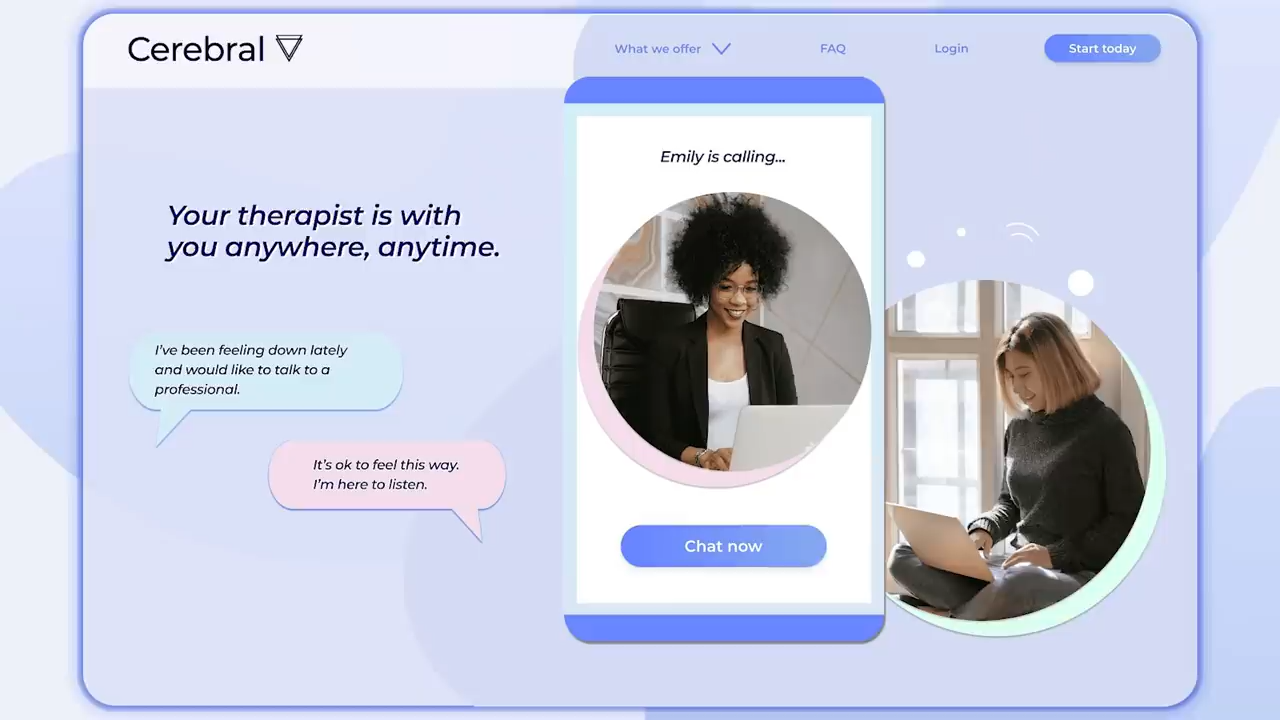 Cerebral
What we offer
FAQ
Login
Start today
Emily is calling...
Your therapist is with
you anywhere, anytime.
I've been feeling down lately
and would like to talk to a
professional.
It's ok to feel this way.
I'm here to listen.
Chat now